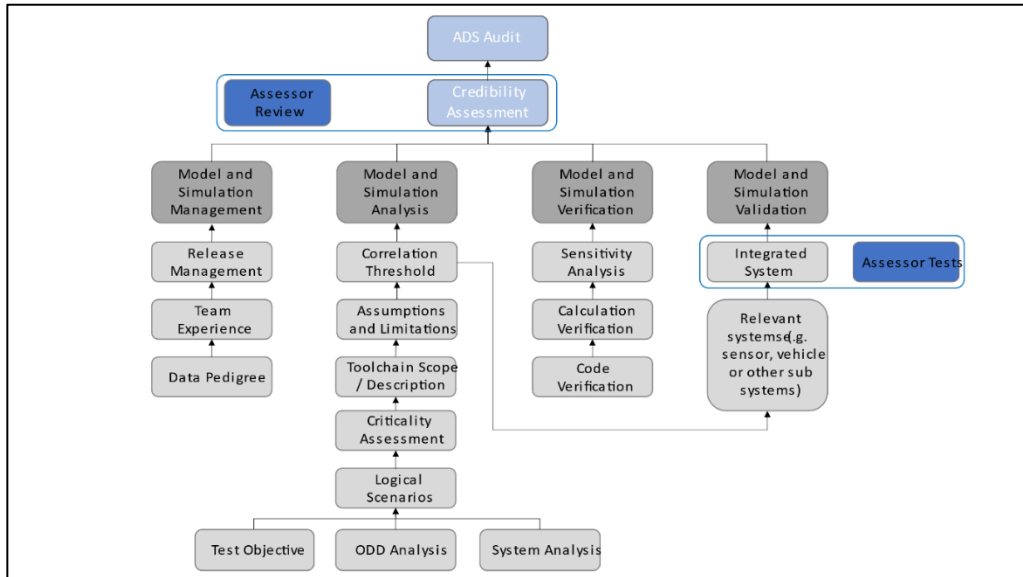 ADS Audit
Assessor
Review
Credibility
Assessment
Model and
Simulation
Management
Model and
Simulation
Analysis
Model and
Simulation
Verification
Model and
Simulation
Validation
Release
Management
Correlation
Threshold
Sensitivity
Analysis
Integrated
System
Assessor Tests
Team
Experience
Assumptions
and Limitations
Calculation
Verification
Relevant
systemse(.g.
sensor, vehicle
or other sub
systems)
Data Pedigree
Toolchain Scope
/ Description
Code
Verification
Criticality
Assessment
Logical
Scenarios
Test Objective
ODD Analysis
System Analysis